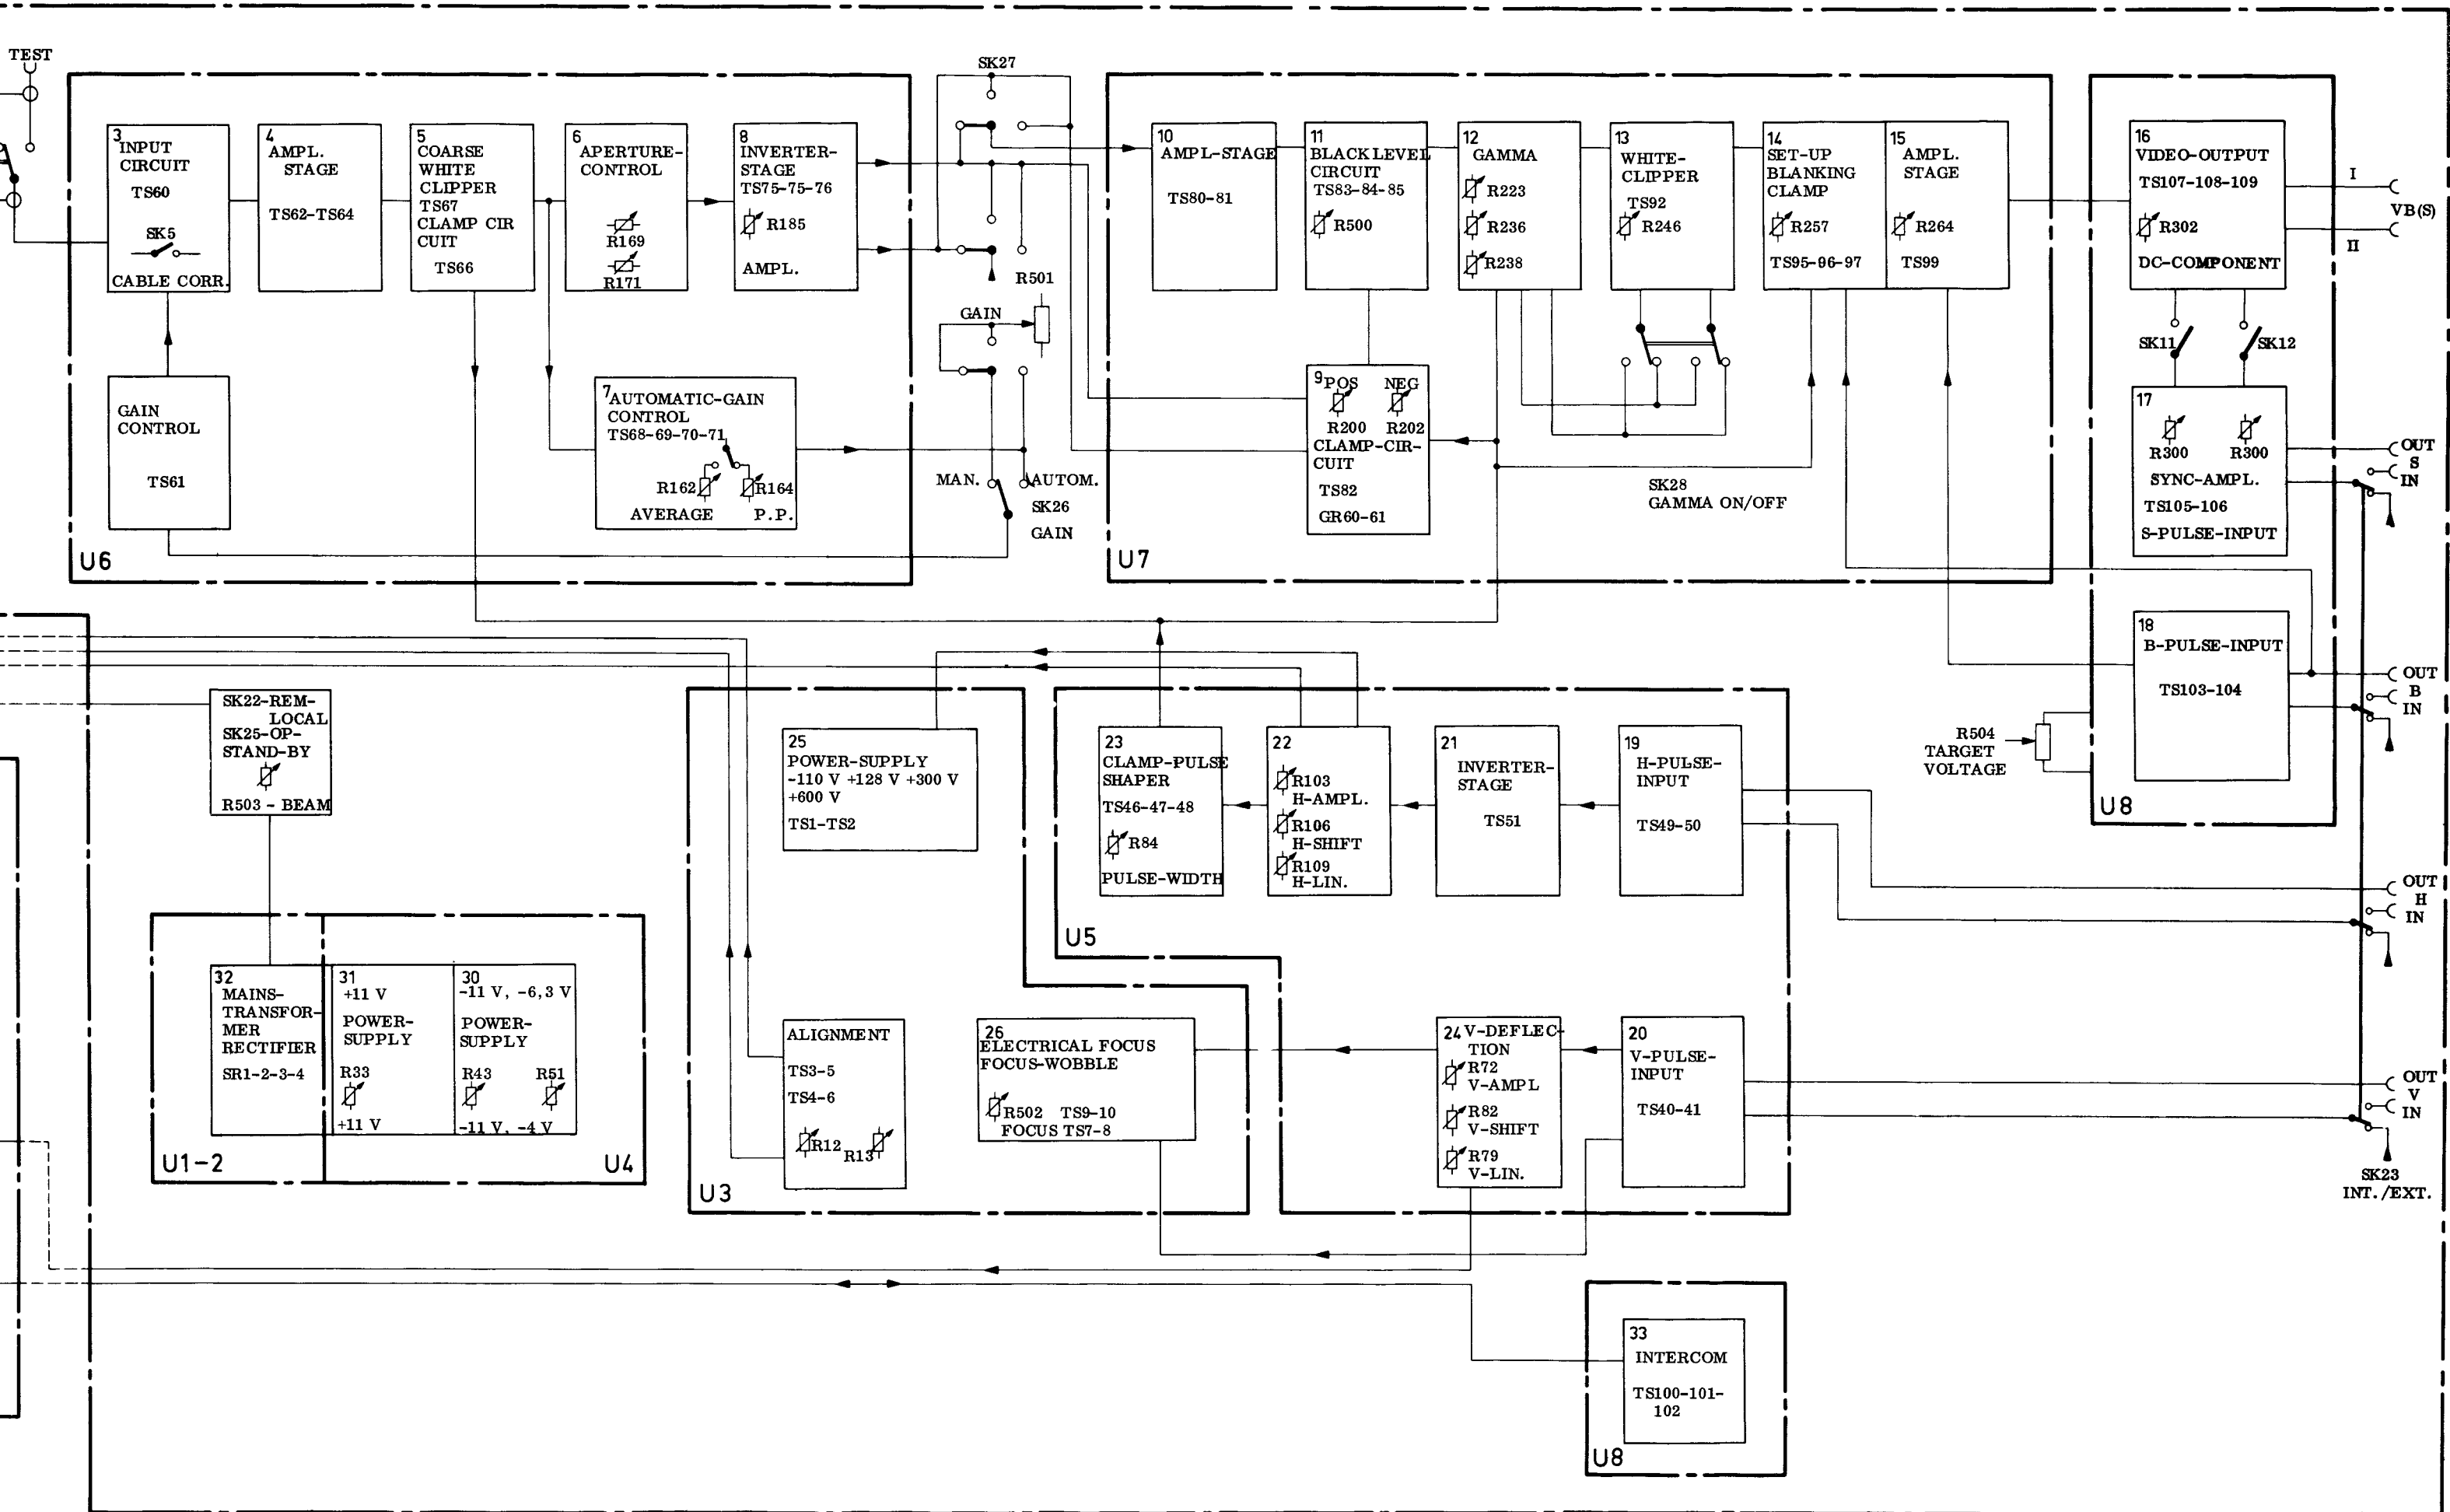 TEST
3
INPUT
CIRCUIT
TS60
SK5
CABLE CORR.
4
AMPL.
STAGE
TS62-TS64
5
COARSE
WHITE
CLIPPER
TS67
CLAMP CIR
CUIT
TS66
6
APERTURE-
CONTROL
R169
R171
8
INVERTER-
STAGE
TS75-75-76
R185
AMPL.
GAIN
CONTROL
TS61
7
AUTOMATIC-GAIN
CONTROL
TS68-69-70-71
R162
R164
AVERAGE
P.P.
U6
SK27
R501
GAIN
MAN.
AUTOM.
SK26
GAIN
10
AMPL-STAGE
TS80-81
11
BLACKLEVEL
CIRCUIT
TS83-84-85
R500
12
GAMMA
R223
R236
R238
13
WHITE-
CLIPPER
TS92
R246
14
SET-UP
BLANKING
CLAMP
R257
TS95-96-97
15
AMPL.
STAGE
R264
TS99
9
POS
NEG
R200
R202
CLAMP-CIR-
CUIT
TS82
GR60-61
SK28
GAMMA ON/OFF
U7
16
VIDEO-OUTPUT
TS107-108-109
R302
DC-COMPONENT
I
VB(S)
II
SK11
SK12
17
R300
R300
SYNC-AMPL.
TS105-106
S-PULSE-INPUT
OUT
S
IN
18
B-PULSE-INPUT
TS103-104
OUT
B
IN
R504
TARGET
VOLTAGE
U8
SK22-REM-
LOCAL
SK25-OP-
STAND-BY
R503 - BEAM
25
POWER-SUPPLY
-110 V +128 V +300 V
+600 V
TS1-TS2
23
CLAMP-PULSE
SHAPER
TS46-47-48
R84
PULSE-WIDTH
22
R103
H-AMPL.
R106
H-SHIFT
R109
H-LIN.
21
INVERTER-
STAGE
TS51
19
H-PULSE-
INPUT
TS49-50
OUT
H
IN
U5
32
MAINS-
TRANSFOR-
MER
RECTIFIER
SR1-2-3-4
31
+11 V
POWER-
SUPPLY
R33
+11 V
30
-11 V, -6,3 V
POWER-
SUPPLY
R43
R51
-11 V, -4 V
U1-2
U4
ALIGNMENT
TS3-5
TS4-6
R12
R13
26
ELECTRICAL FOCUS
FOCUS-WOBBLE
R502 TS9-10
FOCUS TS7-8
U3
24 V-DEFLEC-
TION
R72
V-AMPL
R82
V-SHIFT
R79
V-LIN.
20
V-PULSE-
INPUT
TS40-41
OUT
V
IN
SK23
INT./EXT.
33
INTERCOM
TS100-101-
102
U8